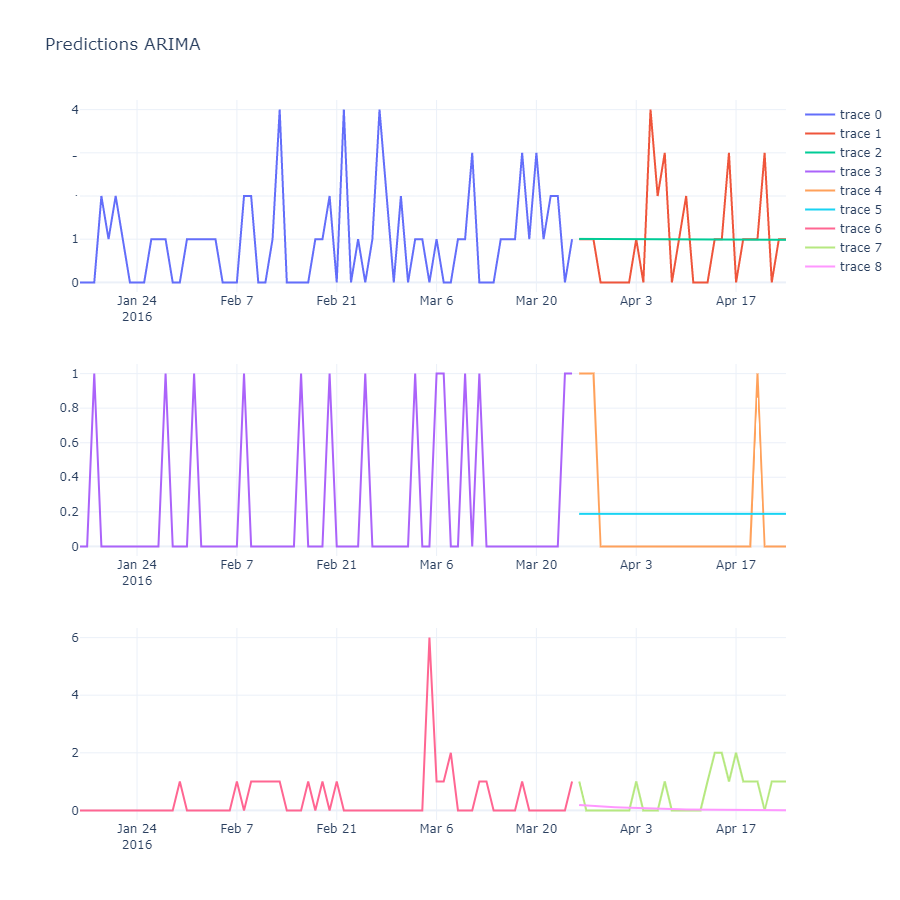 Predictions ARIMA
4
1
0
Jan 24
2016
Feb 7
Feb 21
Mar 6
Mar 20
Apr 3
Apr 17
trace 0
trace 1
trace 2
trace 3
trace 4
trace 5
trace 6
trace 7
trace 8
1
0.8
0.6
0.4
0.2
0
Jan 24
2016
Feb 7
Feb 21
Mar 6
Mar 20
Apr 3
Apr 17
6
4
2
0
Jan 24
2016
Feb 7
Feb 21
Mar 6
Mar 20
Apr 3
Apr 17